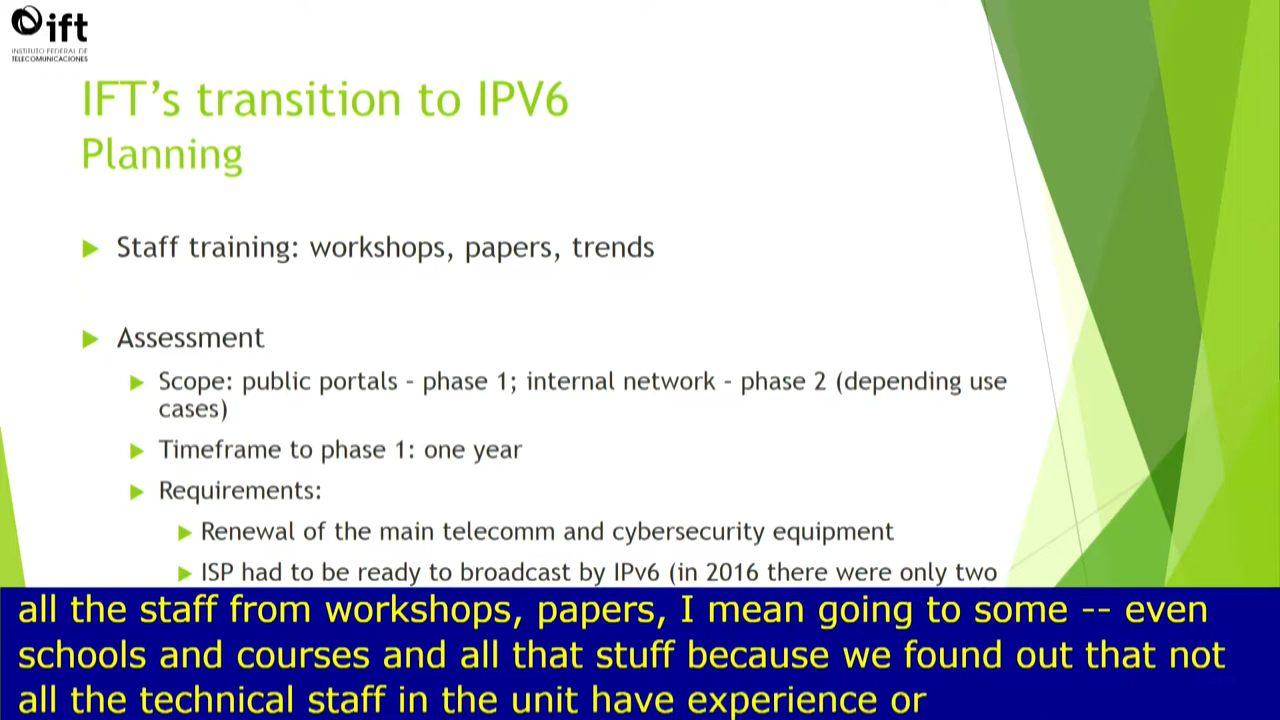 ift
INSTITUTO FEDERAL DE
TELECOMUNICACIONES
IFT’s transition to IPV6
Planning
Staff training: workshops, papers, trends
Assessment
Scope: public portals - phase 1; internal network - phase 2 (depending use
cases)
Timeframe to phase 1: one year
Requirements:
Renewal of the main telecomm and cybersecurity equipment
ISP had to be ready to broadcast by IPv6 (in 2016 there were only two
all the staff from workshops, papers, I mean going to some -- even
schools and courses and all that stuff because we found out that not
all the technical staff in the unit have experience or